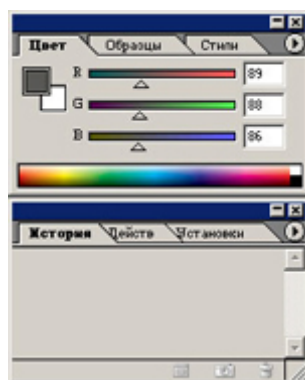 Цвет Образцы Стили
R 89
G 88
B 86
История Действ Установки